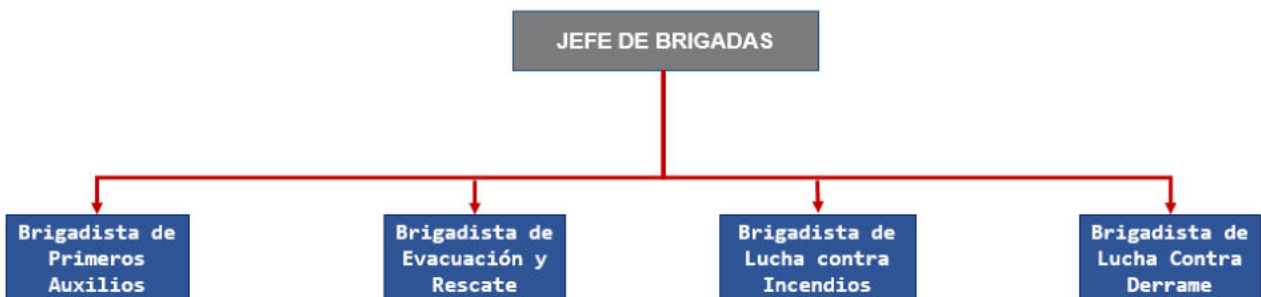 JEFE DE BRIGADAS
Brigadista de
Primeros
Auxilios
Brigadista de
Evacuación y
Rescate
Brigadista de
Lucha contra
Incendios
Brigadista de
Lucha Contra
Derrame